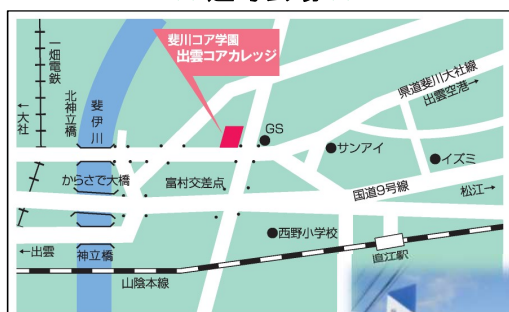 斐川コア学園
出雲コアカレッジ
一畑電鉄
北神立橋
斐伊川
←大社
県道斐川大社線
出雲空港→
GS
サンアイ
イズミ
からさで大橋
富村交差点
国道9号線
松江→
西野小学校
←出雲
神立橋
直江駅
山陰本線